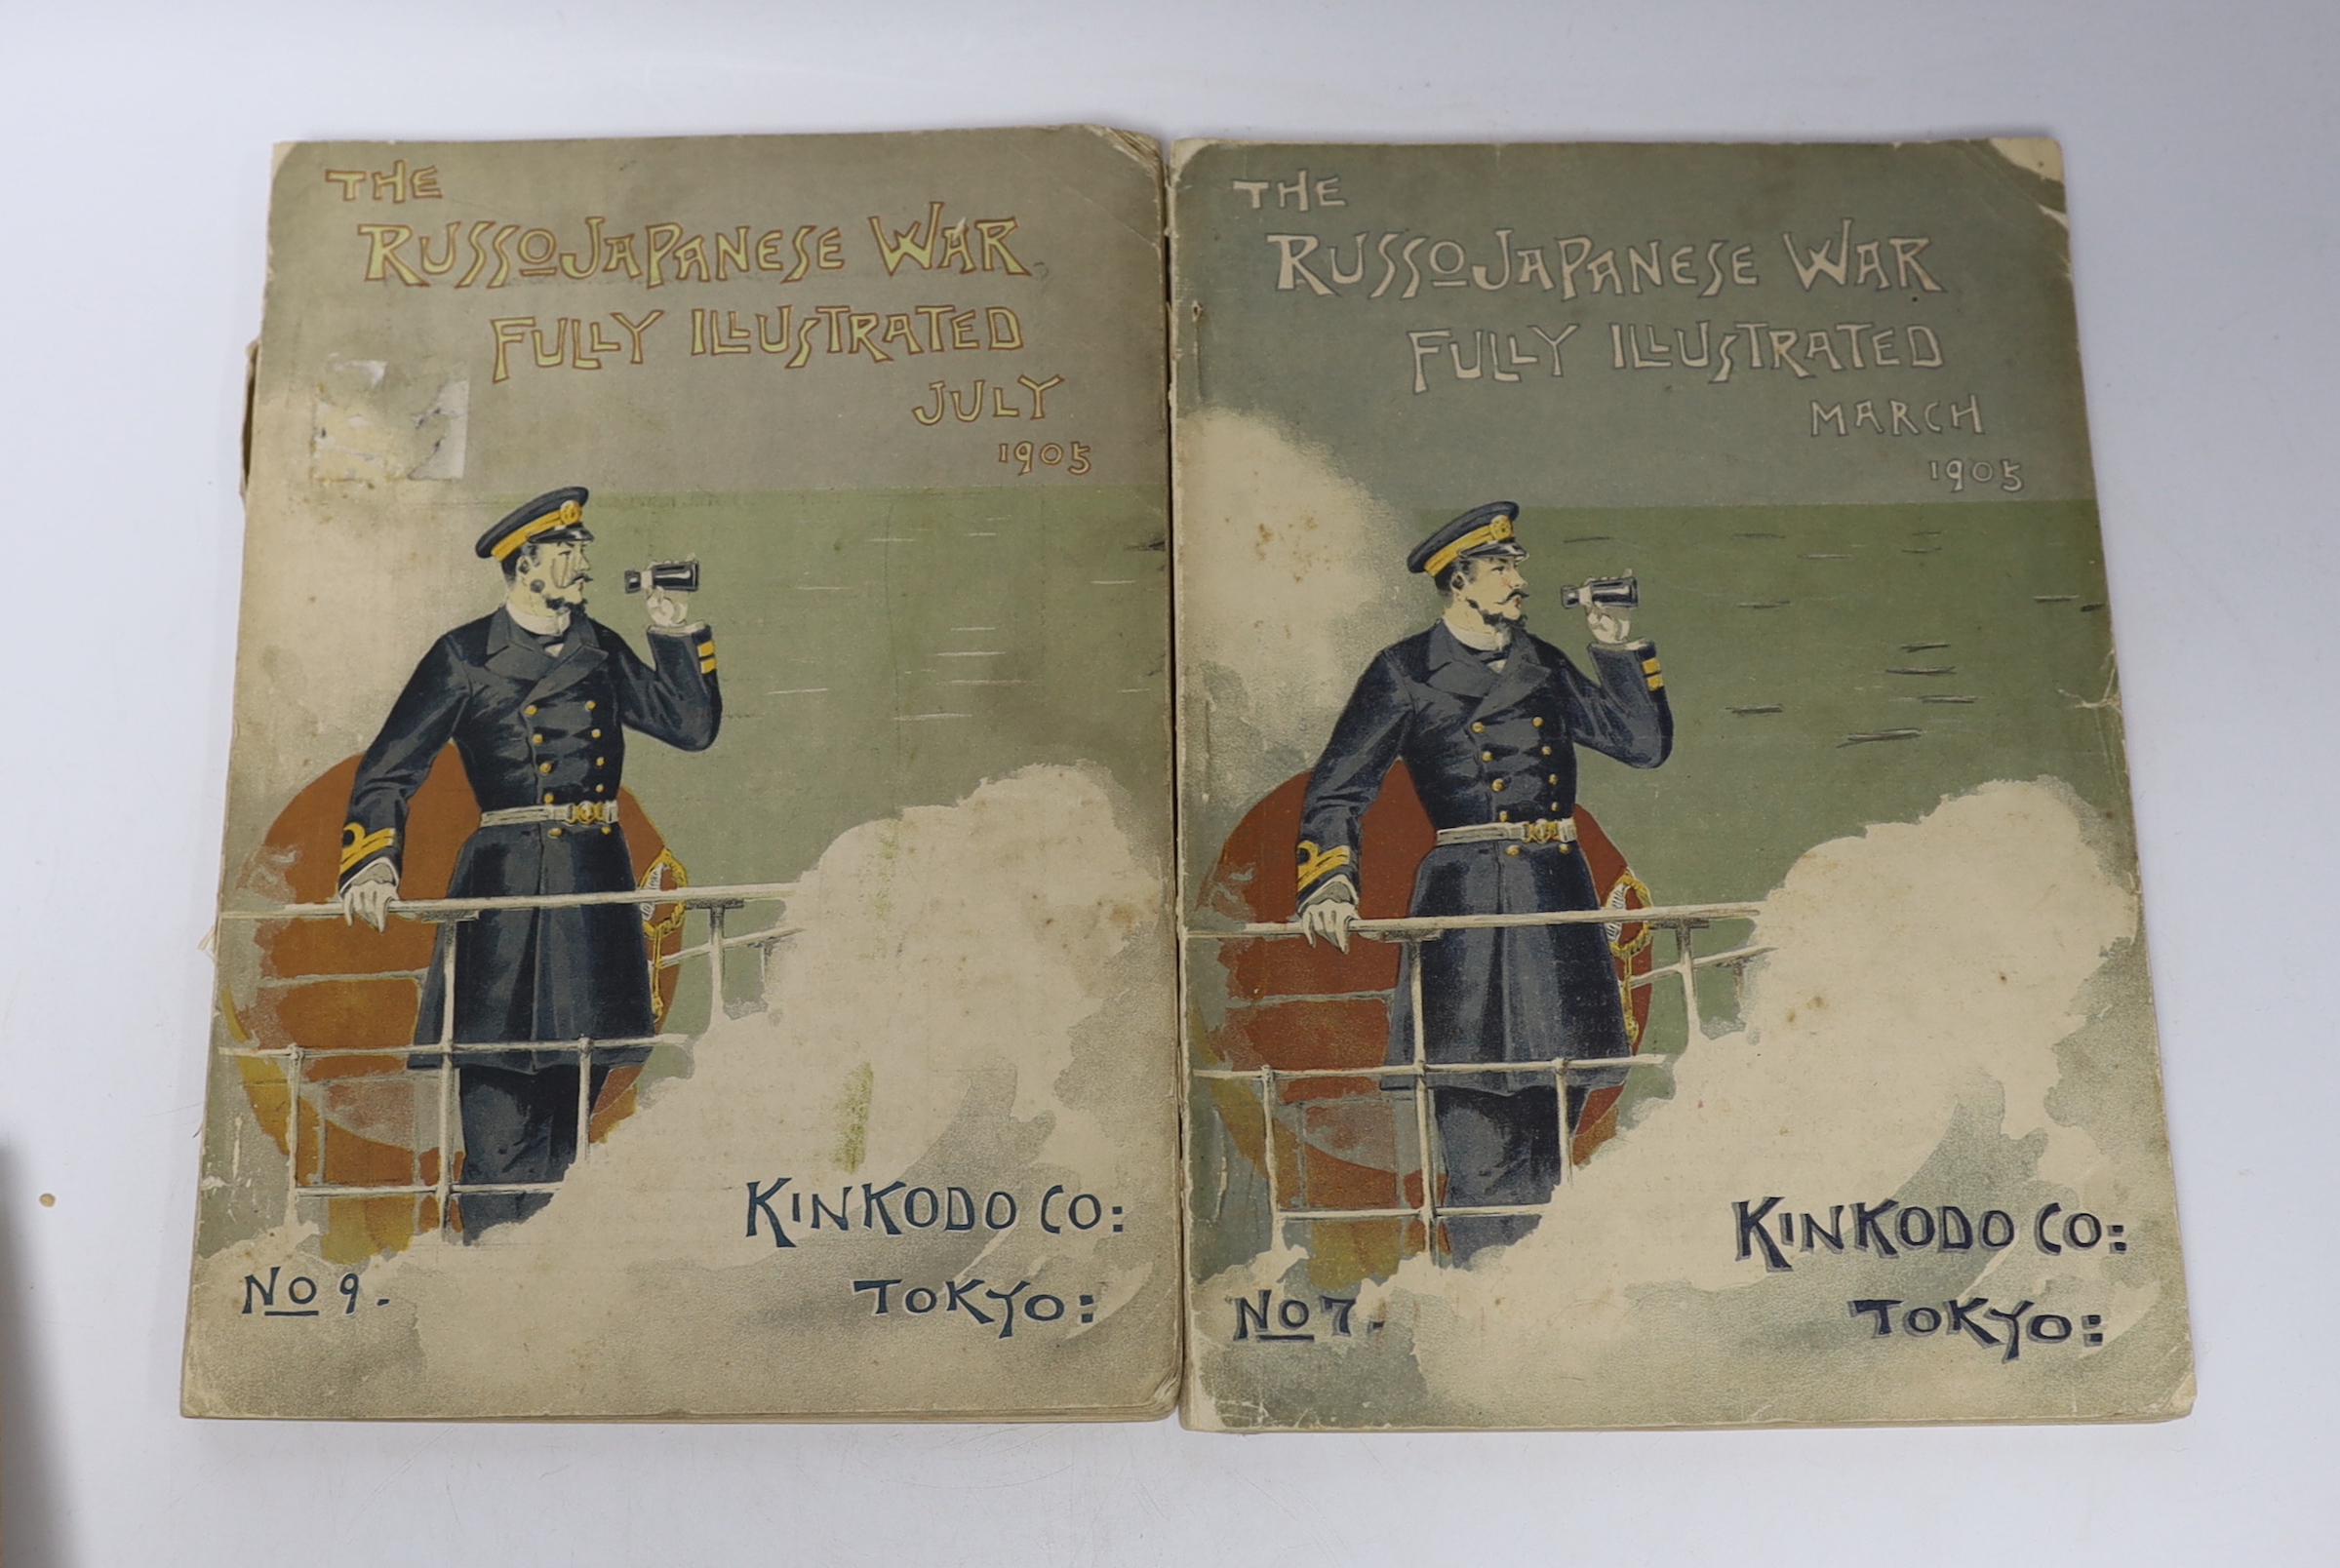 THE
RUSSO JAPANESE WAR
FULLY ILLUSTRATED
JULY
1905
KINKODO CO:
No 9.
TOKYO:
THE
RUSSO JAPANESE WAR
FULLY ILLUSTRATED
MARCH
1905
KINKODO CO:
No 7.
TOKYO: